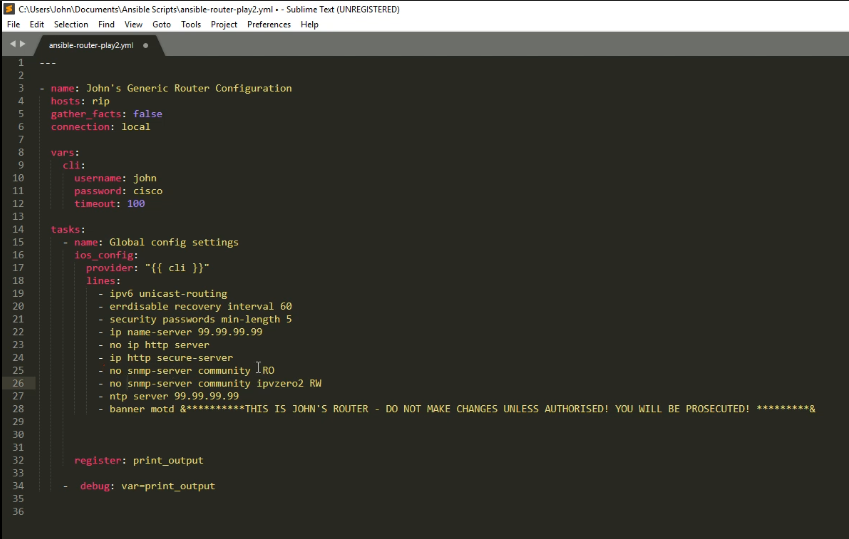 C:\Users\John\Documents\Ansible Scripts\ansible-router-play2.yml • - Sublime Text (UNREGISTERED)
File Edit Selection Find View Goto Tools Project Preferences Help
ansible-router-play2.yml
1 ---
2
3 - name: John's Generic Router Configuration
4 hosts: rip
5 gather_facts: false
6 connection: local
7
8 vars:
9 cli:
10 username: john
11 password: cisco
12 timeout: 100
13
14 tasks:
15 - name: Global config settings
16 ios_config:
17 provider: "{{ cli }}"
18 lines:
19 - ipv6 unicast-routing
20 - errdisable recovery interval 60
21 - security passwords min-length 5
22 - ip name-server 99.99.99.99
23 - no ip http server
24 - ip http secure-server
25 - no snmp-server community RO
26 - no snmp-server community ipvzero2 RW
27 - ntp server 99.99.99.99
28 - banner motd &**********THIS IS JOHN'S ROUTER - DO NOT MAKE CHANGES UNLESS AUTHORISED! YOU WILL BE PROSECUTED! *********&
29
30
31
32 register: print_output
33
34 - debug: var=print_output
35
36